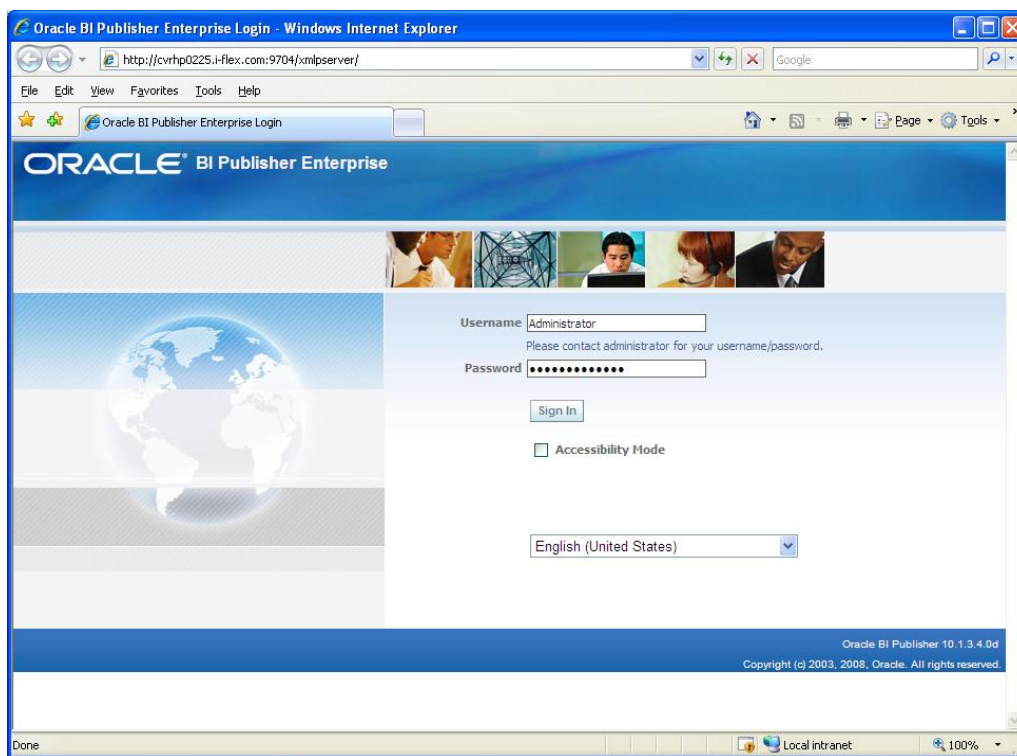 Oracle BI Publisher Enterprise Login - Windows Internet Explorer
http://cvrhp0225.i-flex.com:9704/xmlpserver/
Google
File Edit View Favorites Tools Help
Oracle BI Publisher Enterprise Login
Page Tools
ORACLE® BI Publisher Enterprise
Username Administrator
Please contact administrator for your username/password.
Password •••••••••••••
Sign In
Accessibility Mode
English (United States)
Oracle BI Publisher 10.1.3.4.0d
Copyright (c) 2003, 2008, Oracle. All rights reserved.
Done Local intranet 100%